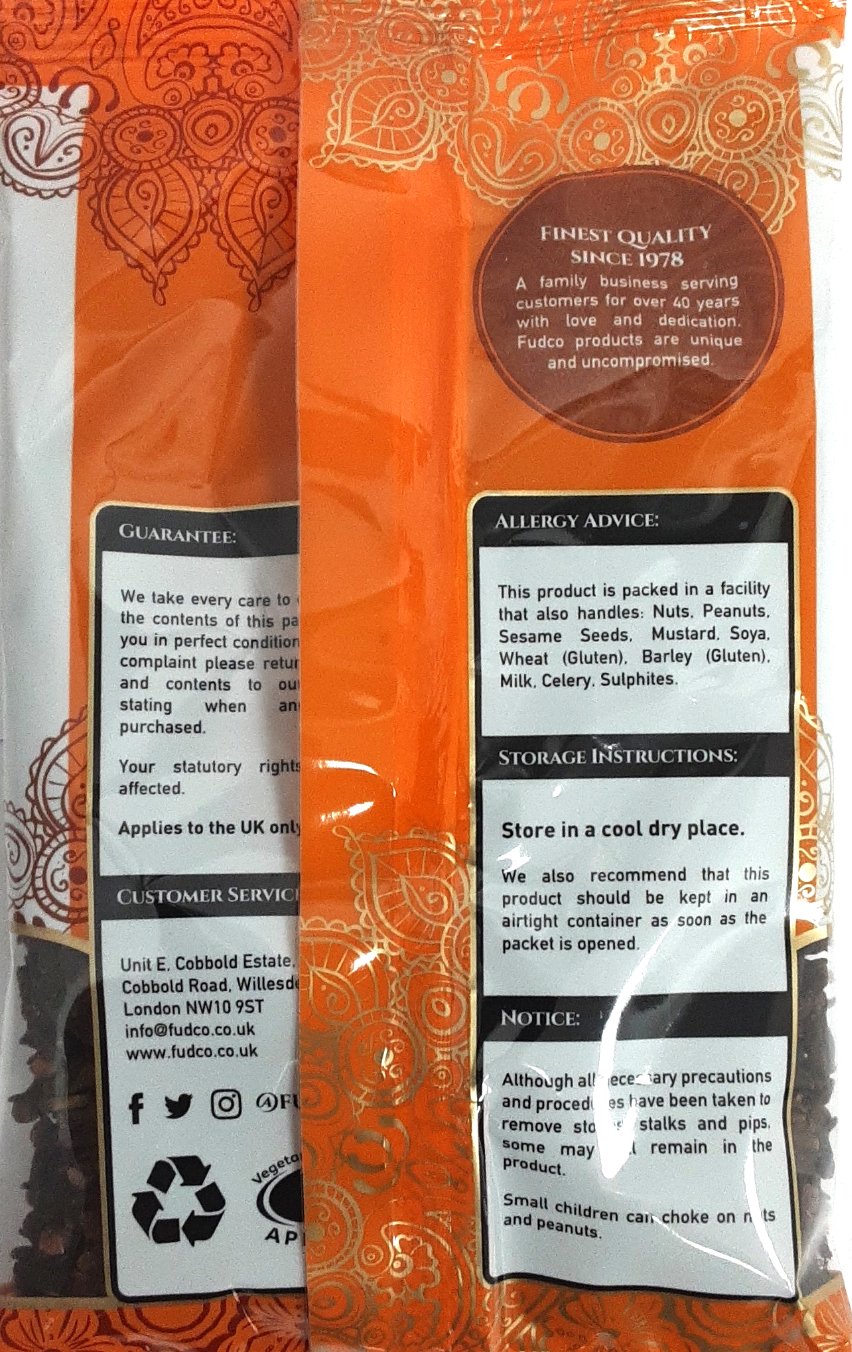 FINEST QUALITY
SINCE 1978
A family business serving
customers for over 40 years
with love and dedication.
Fudco products are unique
and uncompromised.
GUARANTEE:
We take every care to
the contents of this
you in perfect condition
complaint please
and contents to
stating when
purchased.
Your statutory rights
affected.
Applies to the UK only
CUSTOMER
Unit E, Cobbold Estate,
Cobbold Road,
London NW10 9ST
info@fudco.co.uk
www.fudco.co.uk
ALLERGY ADVICE:
This product is packed in a facility
that also handles: Nuts, Peanuts,
Sesame Seeds, Mustard, Soya,
Wheat (Gluten), Barley (Gluten),
Milk, Celery, Sulphites.
STORAGE INSTRUCTIONS:
Store in a cool dry place.
We also recommend that this
product should be kept in an
airtight container as soon as the
packet is opened.
NOTICE:
Although all necessary precautions
and procedures have been taken to
remove stones, stalks and pips,
some may still remain in the
product.
Small children can choke on nuts
and peanuts.